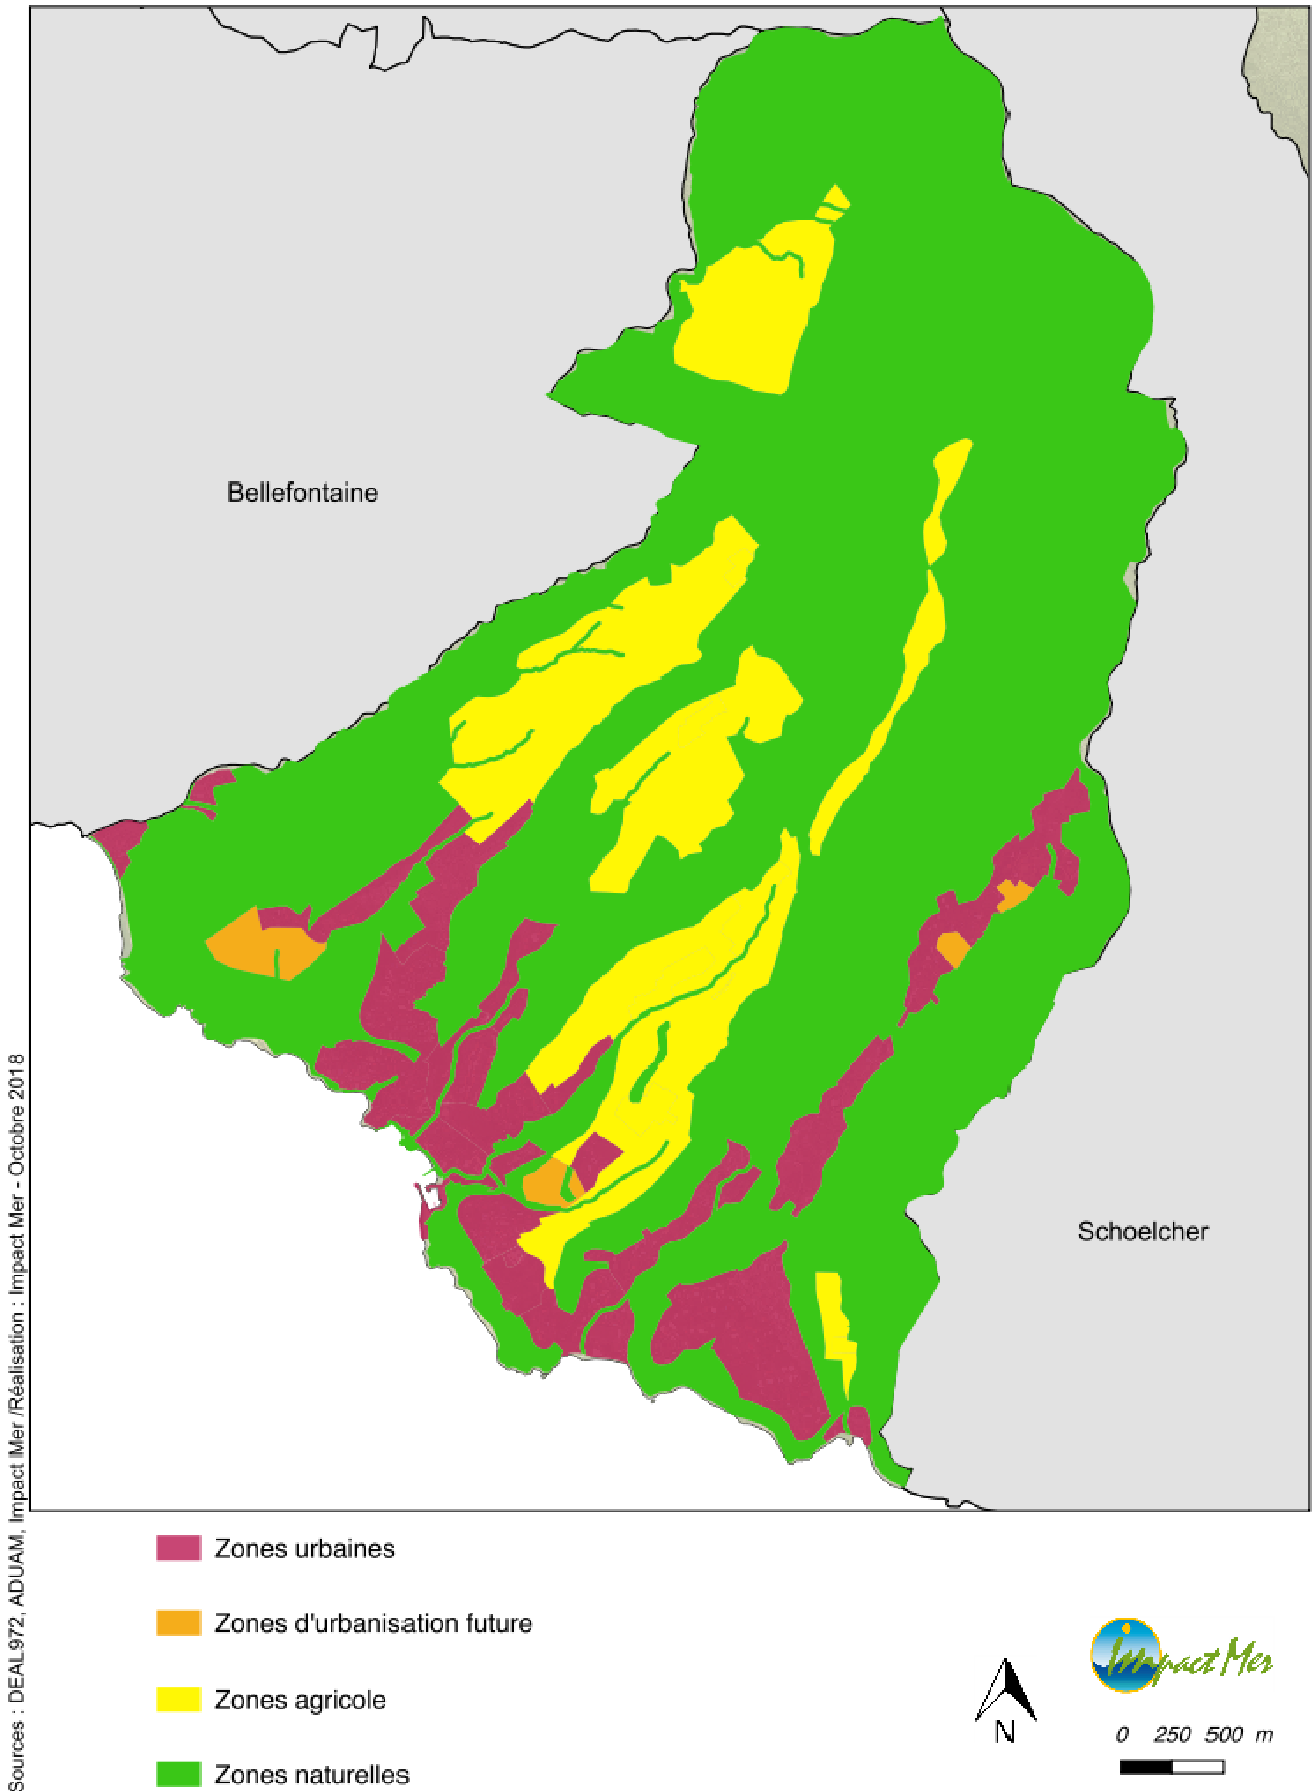 Bellefontaine
Schoelcher
Sources : DEAL972, ADUAM, Impact Mer /Réalisation : Impact Mer - Octobre 2018
Zones urbaines
Zones d'urbanisation future
Zones agricole
Zones naturelles
N
Impact Mer
0 250 500 m